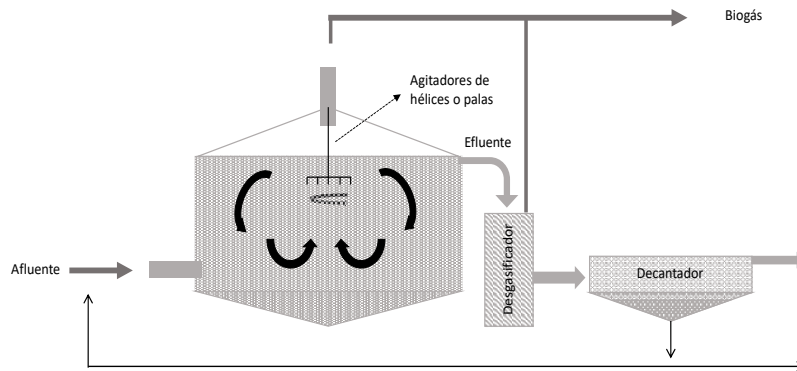 Biogás
Agitadores de
hélices o palas
Efluente
Afluente
Desgasificador
Decantador